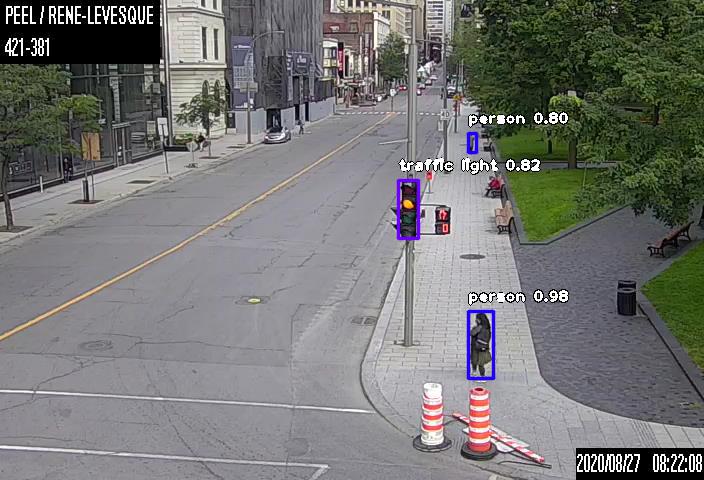 PEEL / RENE-LEVESQUE
421-381
person 0.80
traffic light 0.82
0
person 0.98
2020/08/27 08:22:08